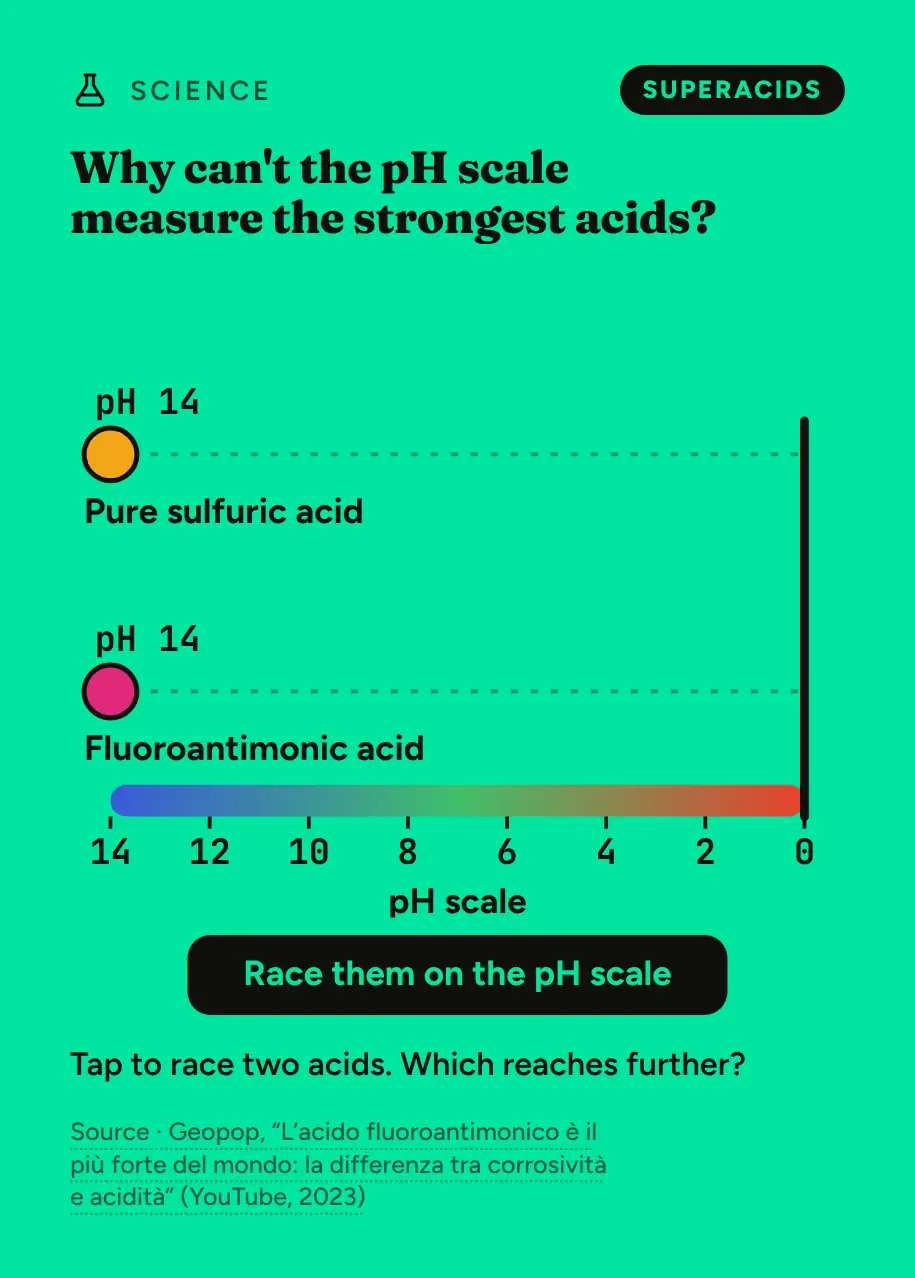 SCIENCE
SUPERACIDS
Why can't the pH scale
measure the strongest acids?
pH 14
Pure sulfuric acid
pH 14
Fluoroantimonic acid
14 12 10 8 6 4 2 0
pH scale
Race them on the pH scale
Tap to race two acids. Which reaches further?
Source · Geopop, “L’acido fluoroantimonico è il
più forte del mondo: la differenza tra corrosività
e acidità” (YouTube, 2023)